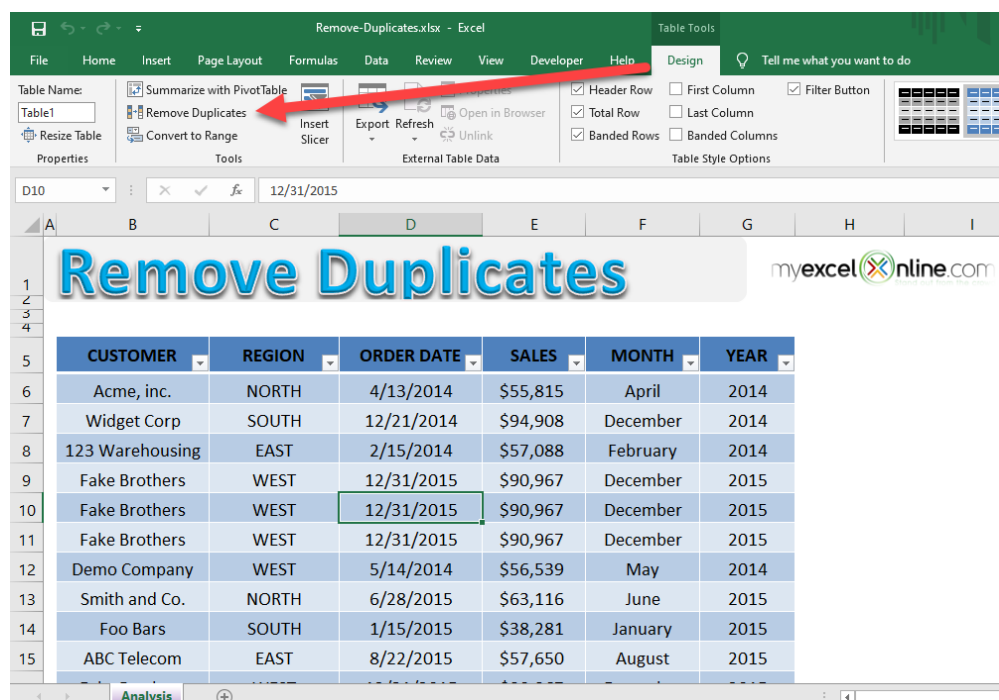 Remove-Duplicates.xlsx - Excel Table Tools
File Home Insert Page Layout Formulas Data Review View Developer Help Design Tell me what you want to do
Table Name: Summarize with PivotTable Properties Header Row First Column Filter Button
Table1 Remove Duplicates Insert Slicer Export Refresh Open in Browser Total Row Last Column
Resize Table Convert to Range Unlink Banded Rows Banded Columns
Properties Tools External Table Data Table Style Options
D10 fx 12/31/2015
A B C D E F G H I
1 Remove Duplicates myexcelOnline.com
2
3
4
5 CUSTOMER REGION ORDER DATE SALES MONTH YEAR
6 Acme, inc. NORTH 4/13/2014 $55,815 April 2014
7 Widget Corp SOUTH 12/21/2014 $94,908 December 2014
8 123 Warehousing EAST 2/15/2014 $57,088 February 2014
9 Fake Brothers WEST 12/31/2015 $90,967 December 2015
10 Fake Brothers WEST 12/31/2015 $90,967 December 2015
11 Fake Brothers WEST 12/31/2015 $90,967 December 2015
12 Demo Company WEST 5/14/2014 $56,539 May 2014
13 Smith and Co. NORTH 6/28/2015 $63,116 June 2015
14 Foo Bars SOUTH 1/15/2015 $38,281 January 2015
15 ABC Telecom EAST 8/22/2015 $57,650 August 2015
Analysis